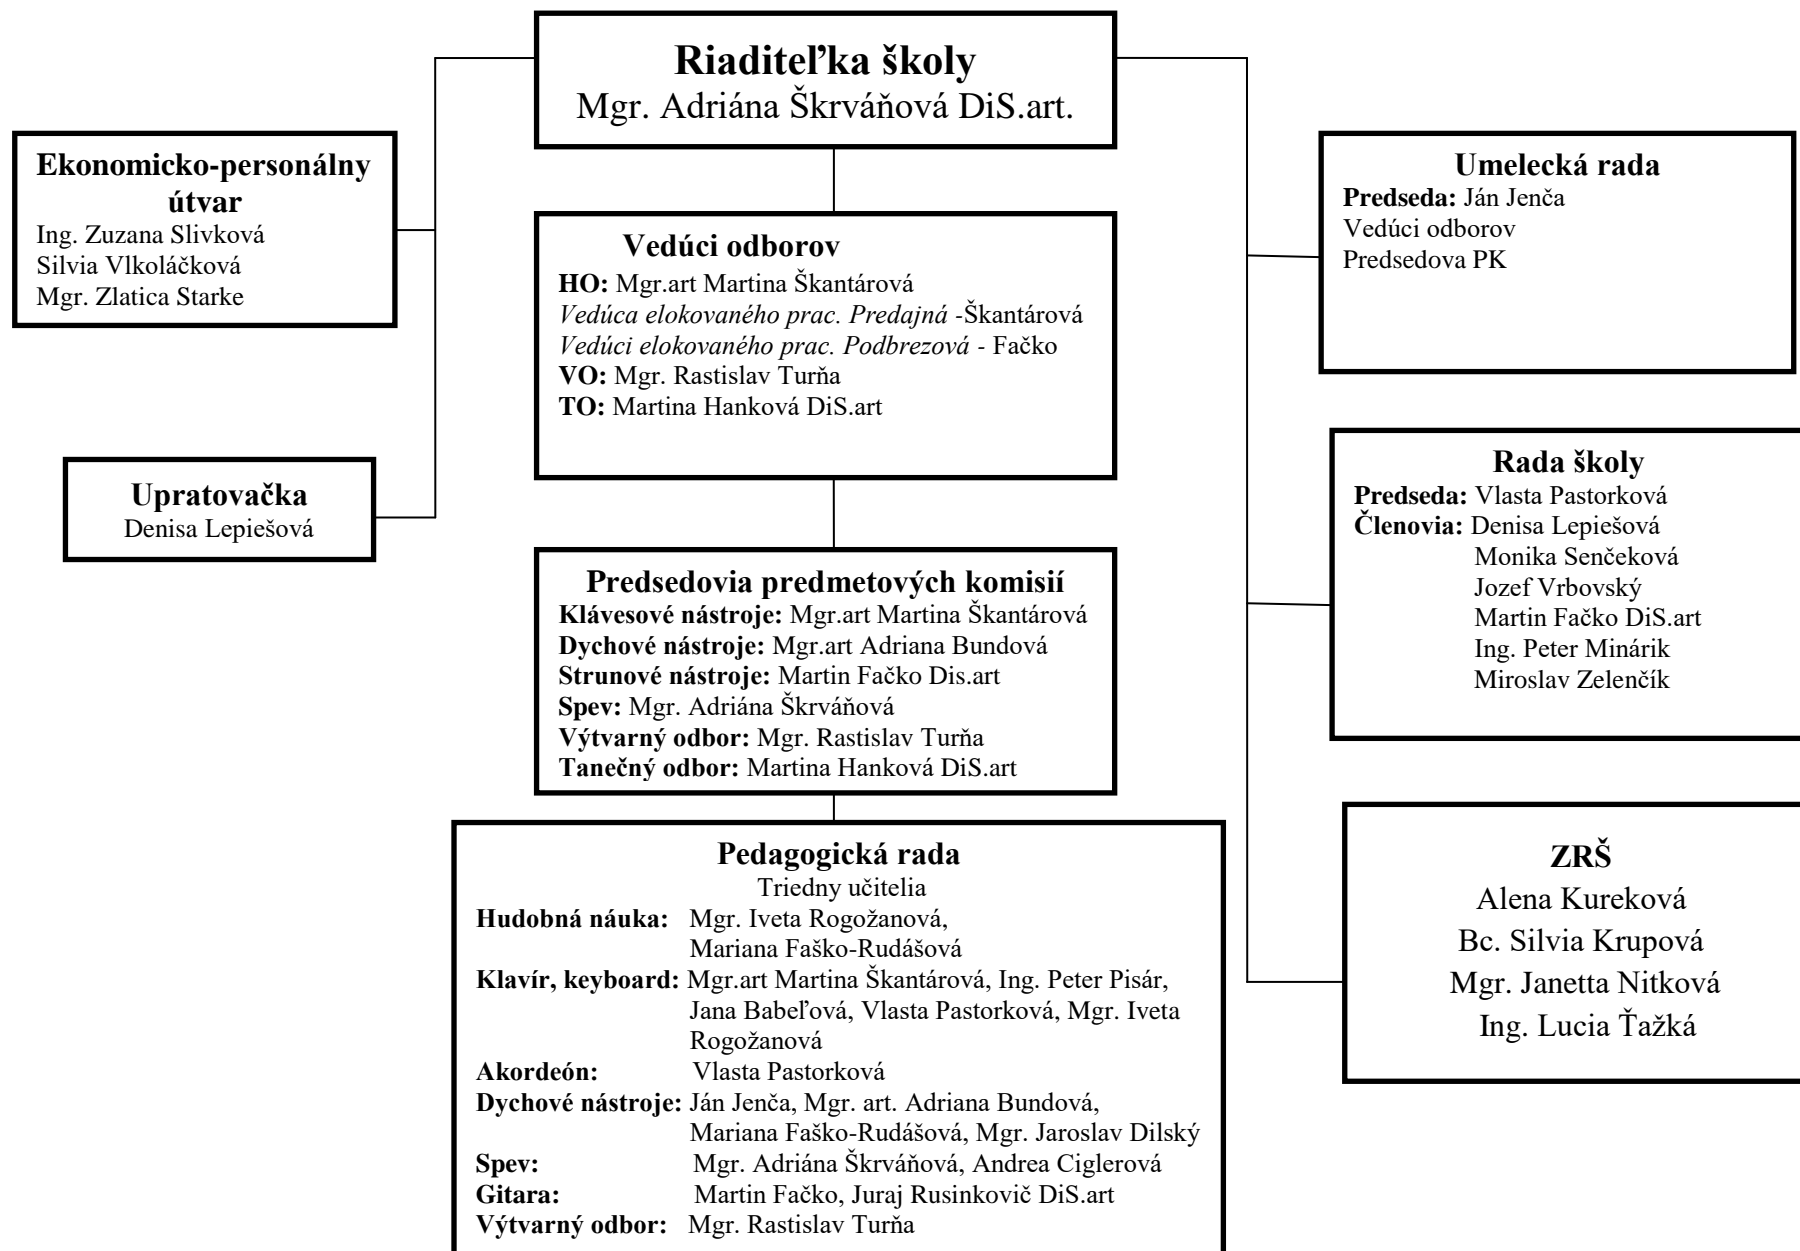 Riaditeľka školy
Mgr. Adriána Škrváňová DiS.art.
Ekonomicko-personálny
útvar
Ing. Zuzana Slivková
Silvia Vlkoláčková
Mgr. Zlatica Starke
Upratovačka
Denisa Lepiešová
Vedúci odborov
HO: Mgr.art Martina Škantárová
Vedúca elokovaného prac. Predajná -Škantárová
Vedúci elokovaného prac. Podbrezová - Fačko
VO: Mgr. Rastislav Turňa
TO: Martina Hanková DiS.art
Predsedovia predmetových komisií
Klávesové nástroje: Mgr.art Martina Škantárová
Dychové nástroje: Mgr.art Adriana Bundová
Strunové nástroje: Martin Fačko Dis.art
Spev: Mgr. Adriána Škrváňová
Výtvarný odbor: Mgr. Rastislav Turňa
Tanečný odbor: Martina Hanková DiS.art
Pedagogická rada
Triedny učitelia
Hudobná náuka: Mgr. Iveta Rogožanová,
Mariana Faško-Rudášová
Klavír, keyboard: Mgr.art Martina Škantárová, Ing. Peter Pisár,
Jana Babeľová, Vlasta Pastorková, Mgr. Iveta
Rogožanová
Akordeón: Vlasta Pastorková
Dychové nástroje: Ján Jenča, Mgr. art. Adriana Bundová,
Mariana Faško-Rudášová, Mgr. Jaroslav Dilský
Spev: Mgr. Adriána Škrváňová, Andrea Ciglerová
Gitara: Martin Fačko, Juraj Rusinkovič DiS.art
Výtvarný odbor: Mgr. Rastislav Turňa
Umelecká rada
Predseda: Ján Jenča
Vedúci odborov
Predsedova PK
Rada školy
Predseda: Vlasta Pastorková
Členovia: Denisa Lepiešová
Monika Senčeková
Jozef Vrbovský
Martin Fačko DiS.art
Ing. Peter Minárik
Miroslav Zelenčík
ZRŠ
Alena Kureková
Bc. Silvia Krupová
Mgr. Janetta Nitková
Ing. Lucia Ťažká